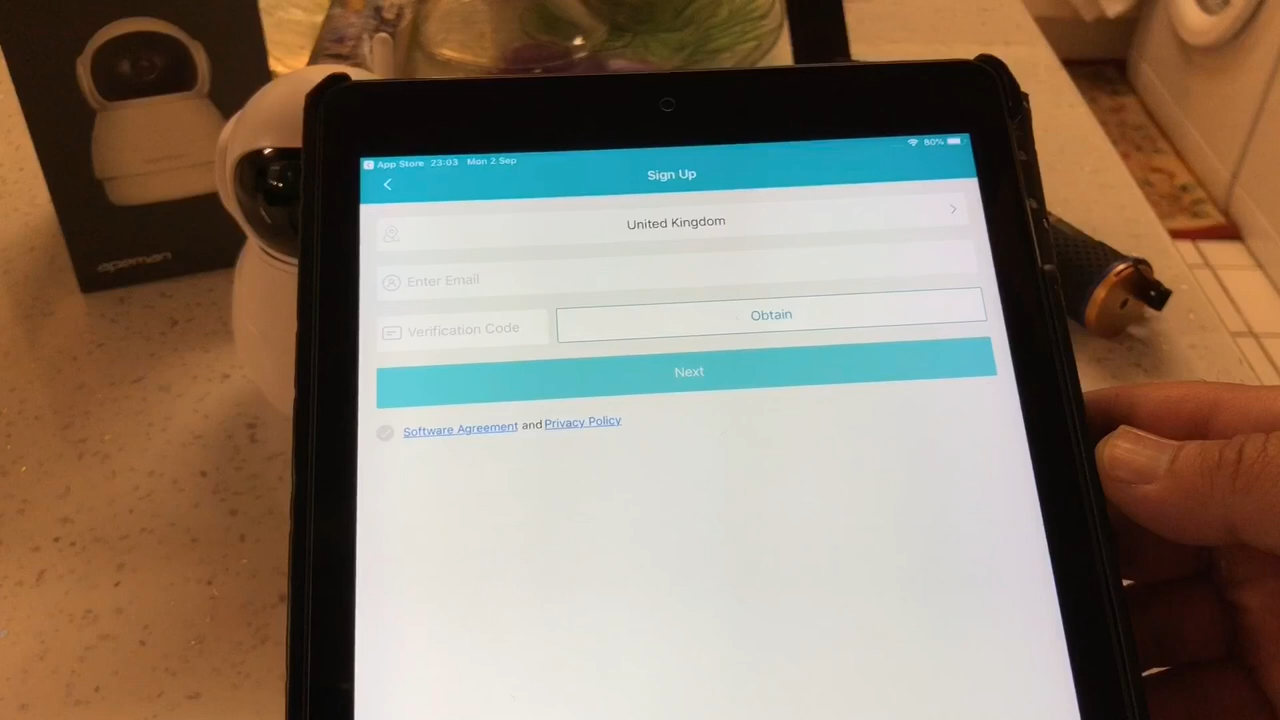 App Store 23:03 Mon 2 Sep
80%
Sign Up
United Kingdom
Enter Email
Verification Code
Obtain
Next
Software Agreement and Privacy Policy
apeman